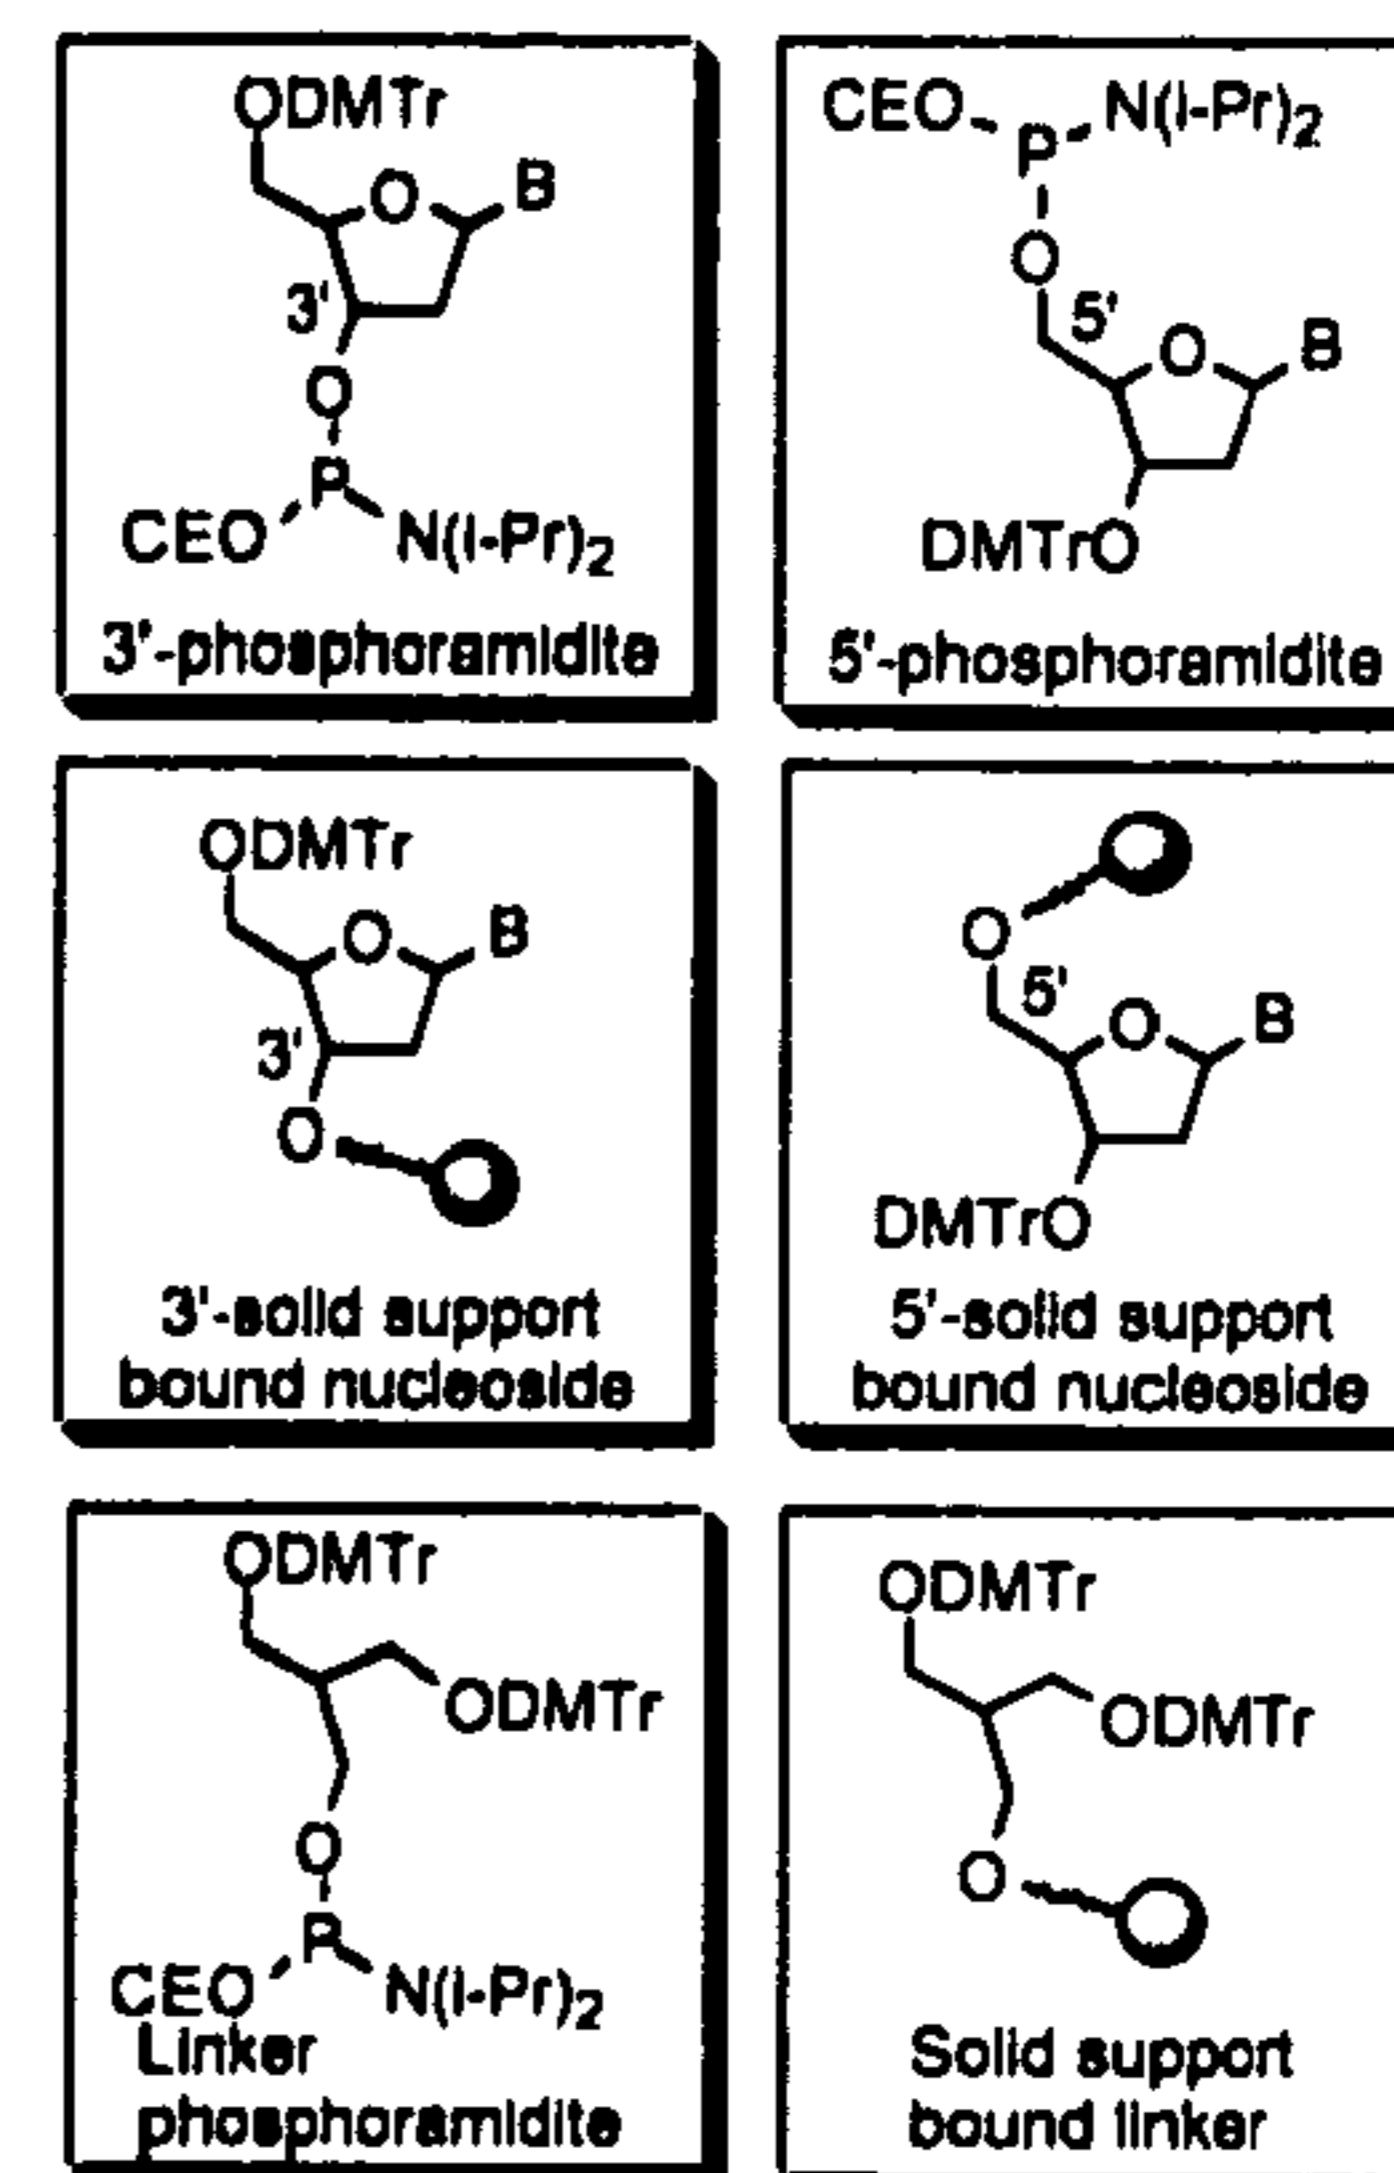 ODMTr
O B
3'
O
P
CEO N(i-Pr)2
3'-phosphoramidite
CEO N(i-Pr)2
P
O
5'
O B
DMTrO
5'-phosphoramidite
ODMTr
O B
3'
O
3'-solid support
bound nucleoside
O
5'
O B
DMTrO
5'-solid support
bound nucleoside
ODMTr
ODMTr
O
P
CEO N(i-Pr)2
Linker
phosphoramidite
ODMTr
ODMTr
O
Solid support
bound linker